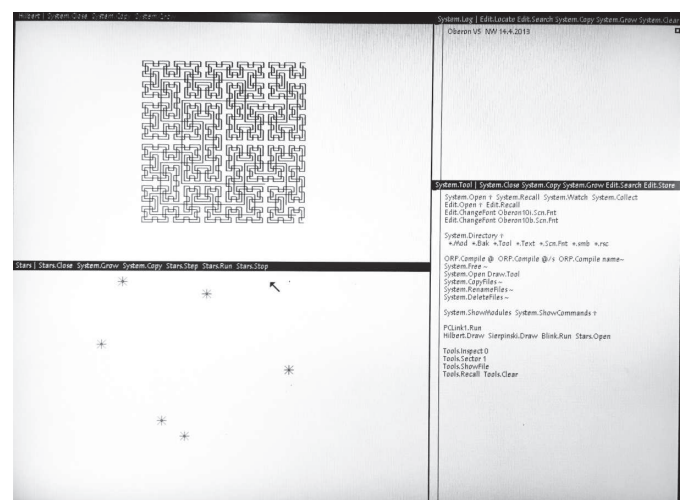 Hilbert | System.Close System.Copy System.Grow
System.Log | Edit.Locate Edit.Search System.Copy System.Grow System.Clear
Oberon V5 NW 14.4.2013
System.Tool | System.Close System.Copy System.Grow Edit.Search Edit.Store
System.Open ↑ System.Recall System.Watch System.Collect
Edit.Open ↑ Edit.Recall
Edit.ChangeFont Oberon10i.Scn.Fnt
Edit.ChangeFont Oberon10b.Scn.Fnt
System.Directory ↑
*.Mod *.Bak *.Tool *.Text *.Scn.Fnt *.smb *.rsc
ORP.Compile @ ORP.Compile @/s ORP.Compile name~
System.Free ~
System.Open Draw.Tool
System.CopyFiles ~
System.RenameFiles ~
System.DeleteFiles ~
System.ShowModules System.ShowCommands ↑
PCLink1.Run
Hilbert.Draw Sierpinski.Draw Blink.Run Stars.Open
Tools.Inspect 0
Tools.Sector 1
Tools.ShowFile
Tools.Recall Tools.Clear
Stars | Stars.Close System.Grow System.Copy Stars.Step Stars.Run Stars.Stop